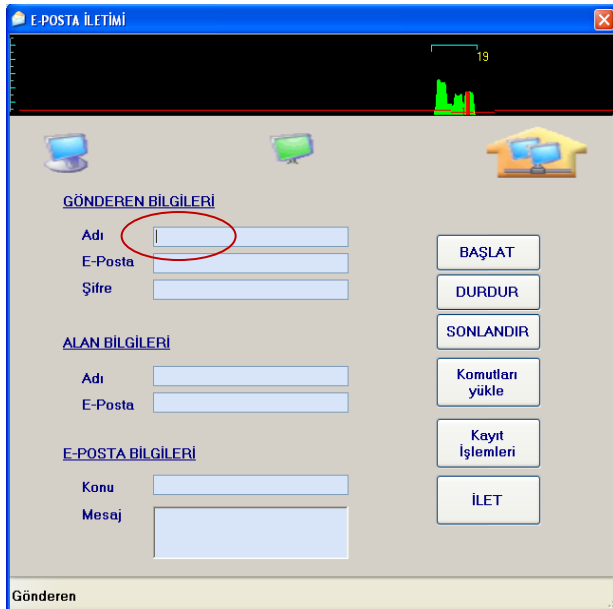 E-POSTA İLETİMİ
19
GÖNDEREN BİLGİLERİ
Adı
E-Posta
Şifre
ALAN BİLGİLERİ
Adı
E-Posta
E-POSTA BİLGİLERİ
Konu
Mesaj
BAŞLAT
DURDUR
SONLANDIR
Komutları
yükle
Kayıt
İşlemleri
İLET
Gönderen